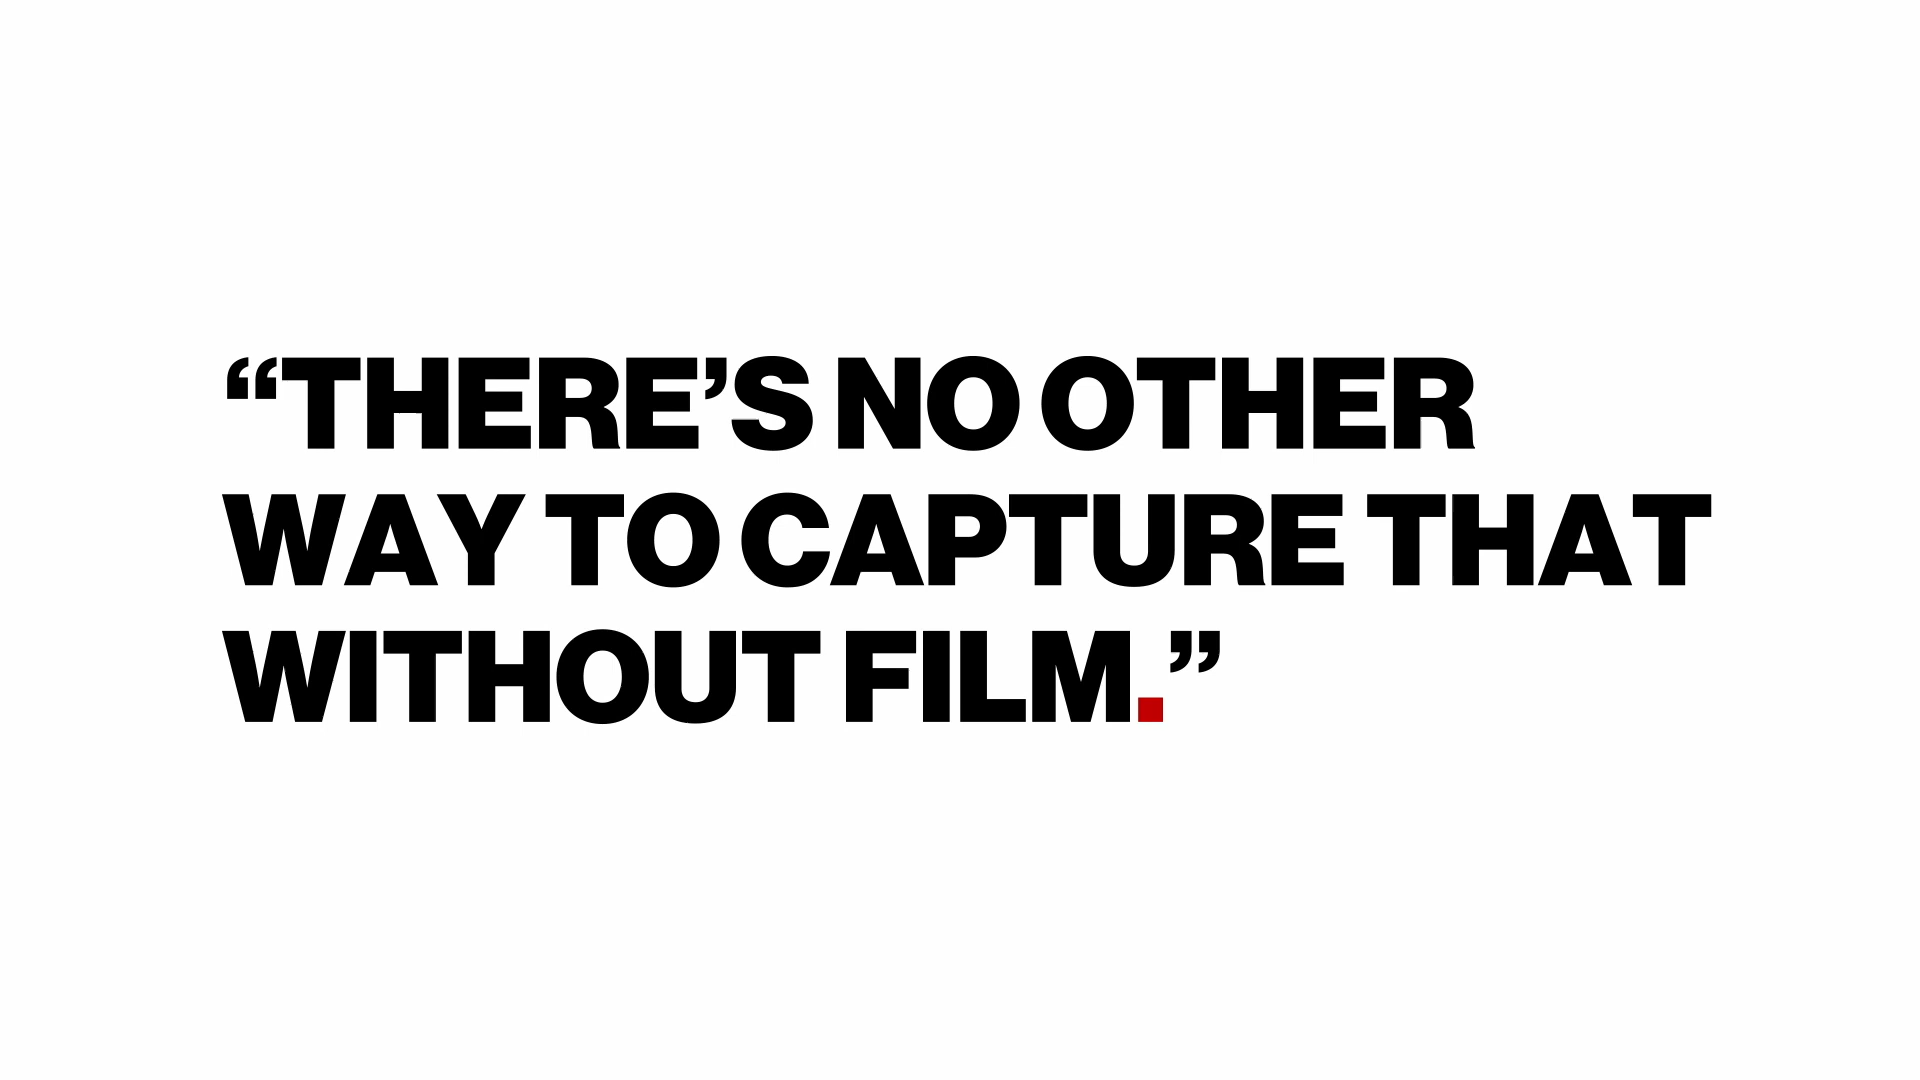 “THERE’S NO OTHER
WAY TO CAPTURE THAT
WITHOUT FILM.”